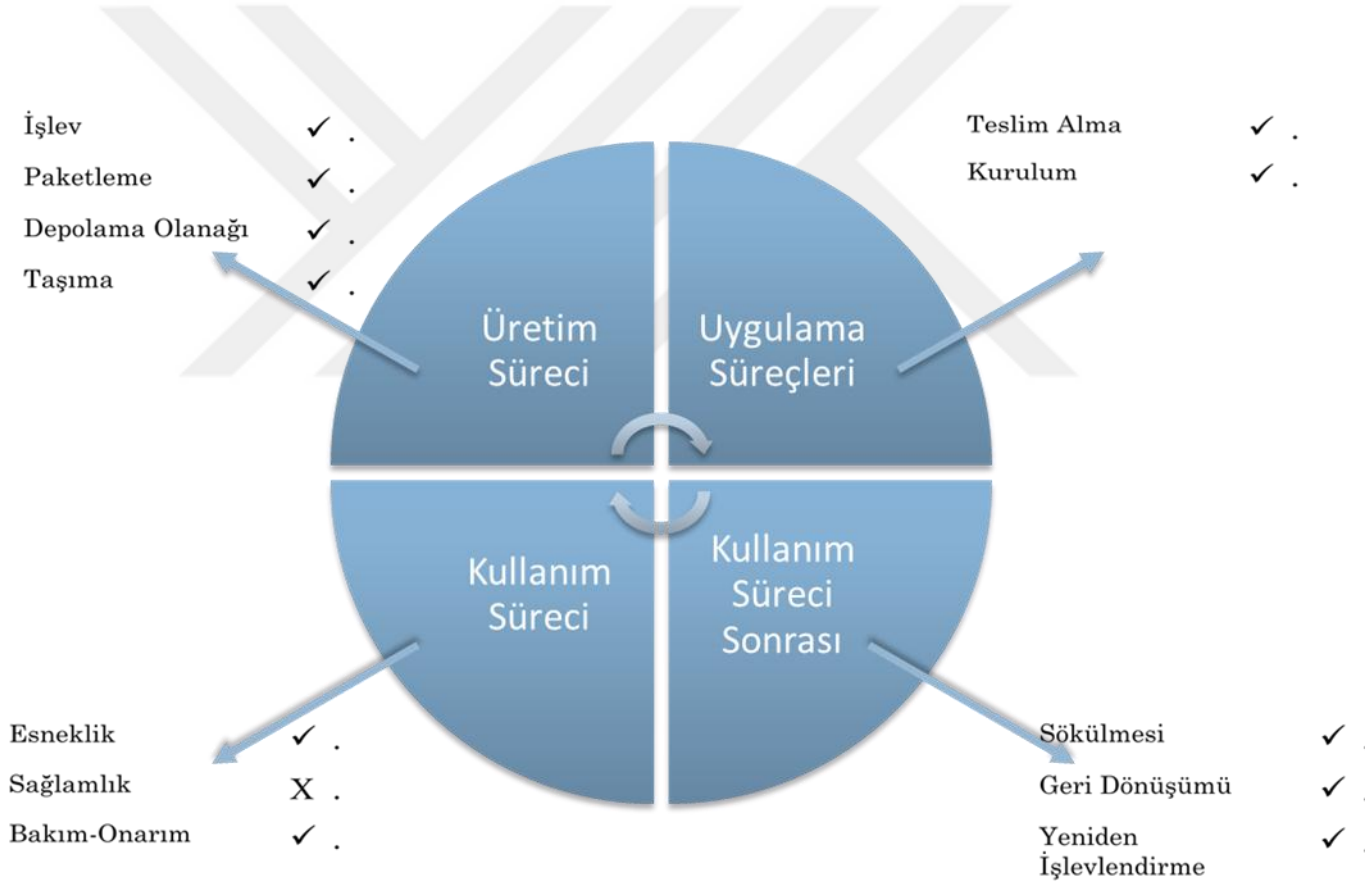 İşlev ✓ .
Paketleme ✓ .
Depolama Olanağı ✓ .
Taşıma ✓ .
Teslim Alma ✓ .
Kurulum ✓ .
Üretim
Süreci
Uygulama
Süreçleri
Kullanım
Süreci
Kullanım
Süreci
Sonrası
Esneklik ✓ .
Sağlamlık X .
Bakım-Onarım ✓ .
Sökülmesi ✓ .
Geri Dönüşümü ✓ .
Yeniden ✓ .
İşlevlendirme